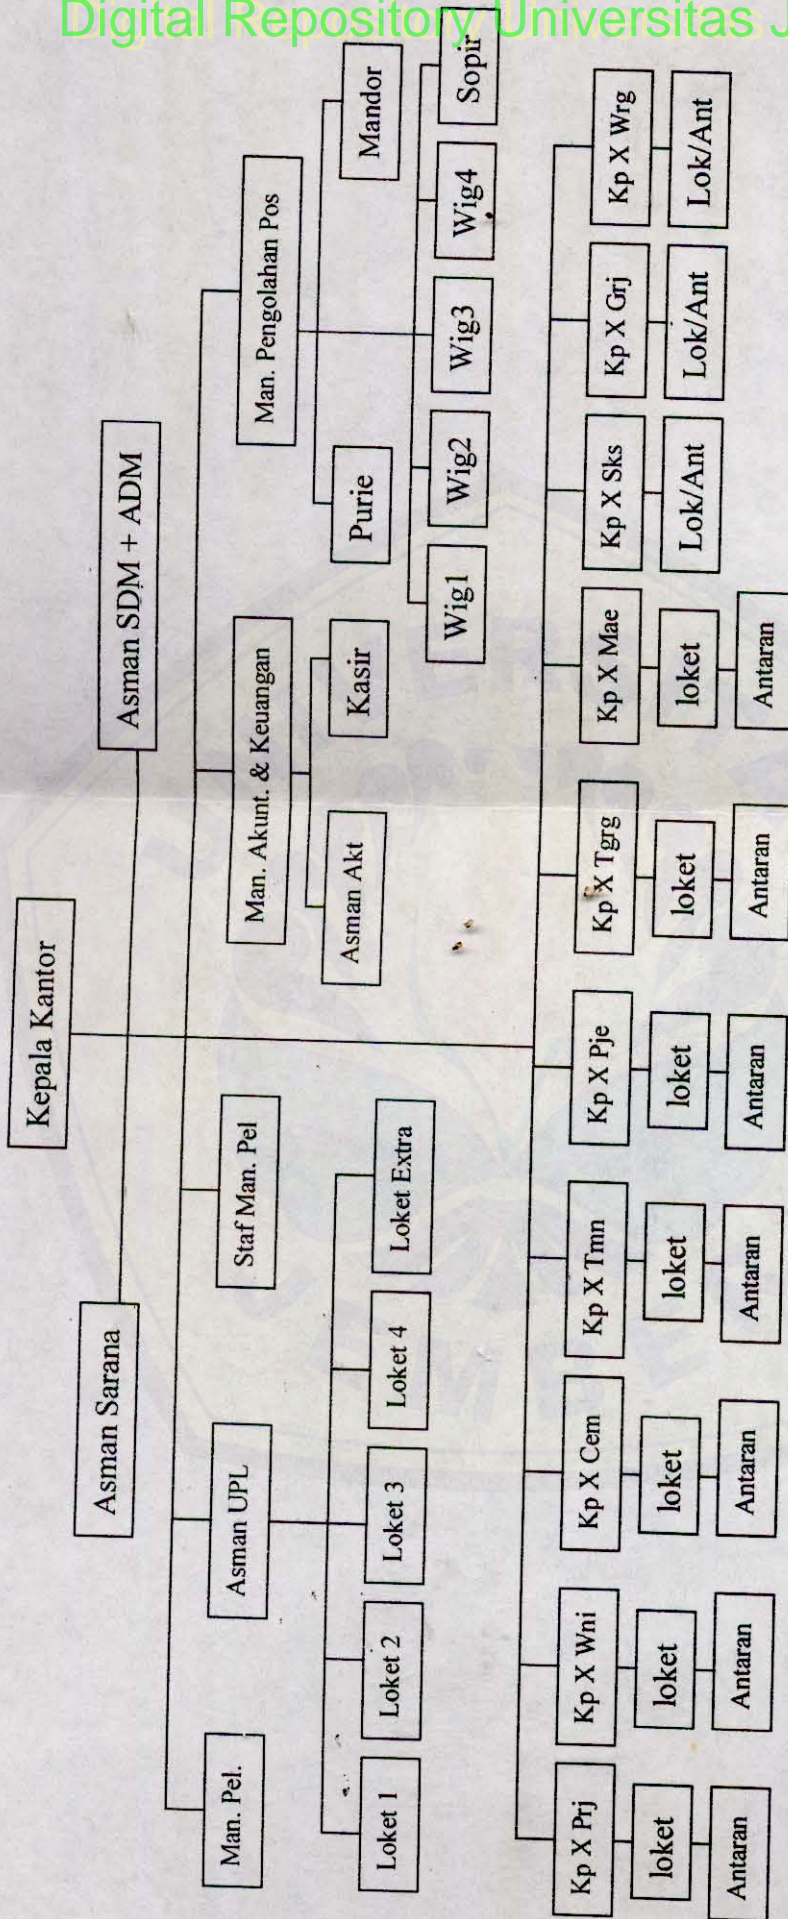 Digital Repository Universitas J
Kepala Kantor
Asman Sarana
Asman SDM + ADM
Man. Pel.
Asman UPL
Staf Man. Pel
Man. Akunt. & Keuangan
Man. Pengolahan Pos
Loket 1
Loket 2
Loket 3
Loket 4
Loket Extra
Asman Akt
Kasir
Purie
Mandor
Wig1
Wig2
Wig3
Wig4
Sopir
Kp X Prj
Kp X Wni
Kp X Cem
Kp X Tmn
Kp X Pje
Kp X Tgrg
Kp X Mae
Kp X Sks
Kp X Grj
Kp X Wrg
loket
loket
loket
loket
loket
loket
loket
Lok/Ant
Lok/Ant
Lok/Ant
Antaran
Antaran
Antaran
Antaran
Antaran
Antaran
Antaran